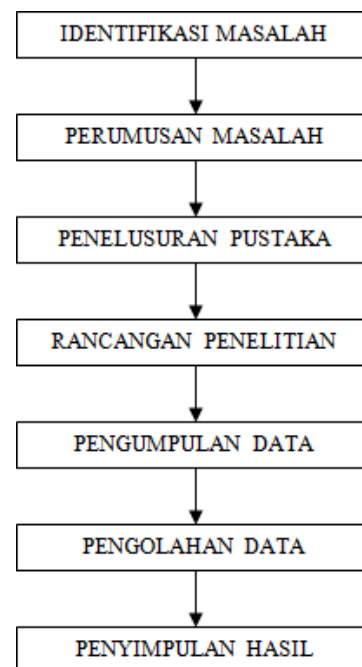 IDENTIFIKASI MASALAH
PERUMUSAN MASALAH
PENELUSURAN PUSTAKA
RANCANGAN PENELITIAN
PENGUMPULAN DATA
PENGOLAHAN DATA
PENYIMPULAN HASIL